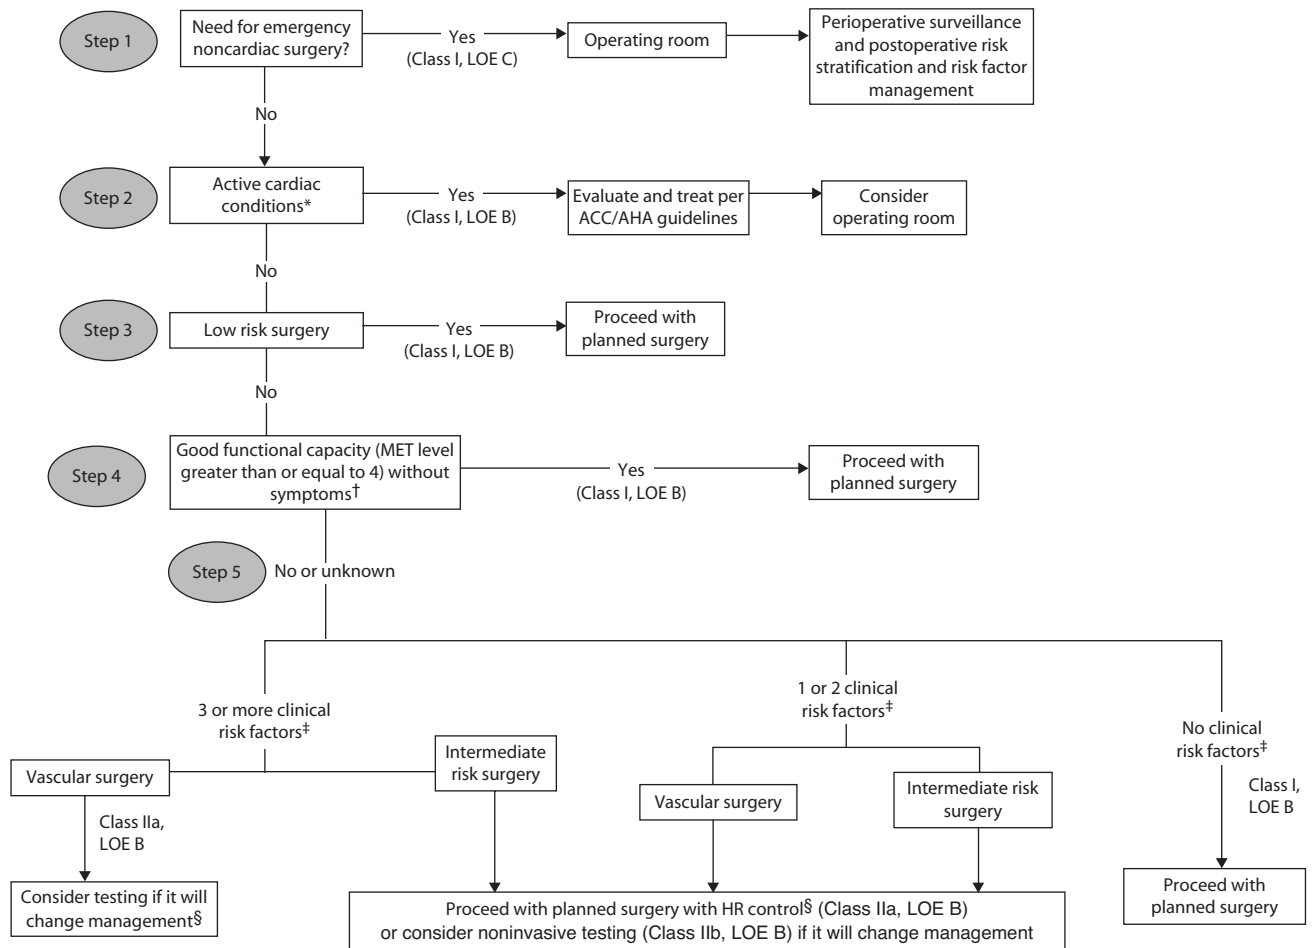 Step 1
Need for emergency
noncardiac surgery?
Yes
(Class I, LOE C)
Operating room
Perioperative surveillance
and postoperative risk
stratification and risk factor
management
No
Step 2
Active cardiac
conditions*
Yes
(Class I, LOE B)
Evaluate and treat per
ACC/AHA guidelines
Consider
operating room
No
Step 3
Low risk surgery
Yes
(Class I, LOE B)
Proceed with
planned surgery
No
Step 4
Good functional capacity (MET level
greater than or equal to 4) without
symptoms†
Yes
(Class I, LOE B)
Proceed with
planned surgery
Step 5
No or unknown
3 or more clinical
risk factors‡
1 or 2 clinical
risk factors‡
No clinical
risk factors‡
Vascular surgery
Intermediate
risk surgery
Vascular surgery
Intermediate risk
surgery
Class I,
LOE B
Class IIa,
LOE B
Consider testing if it will
change management§
Proceed with planned surgery with HR control§ (Class IIa, LOE B)
or consider noninvasive testing (Class IIb, LOE B) if it will change management
Proceed with
planned surgery